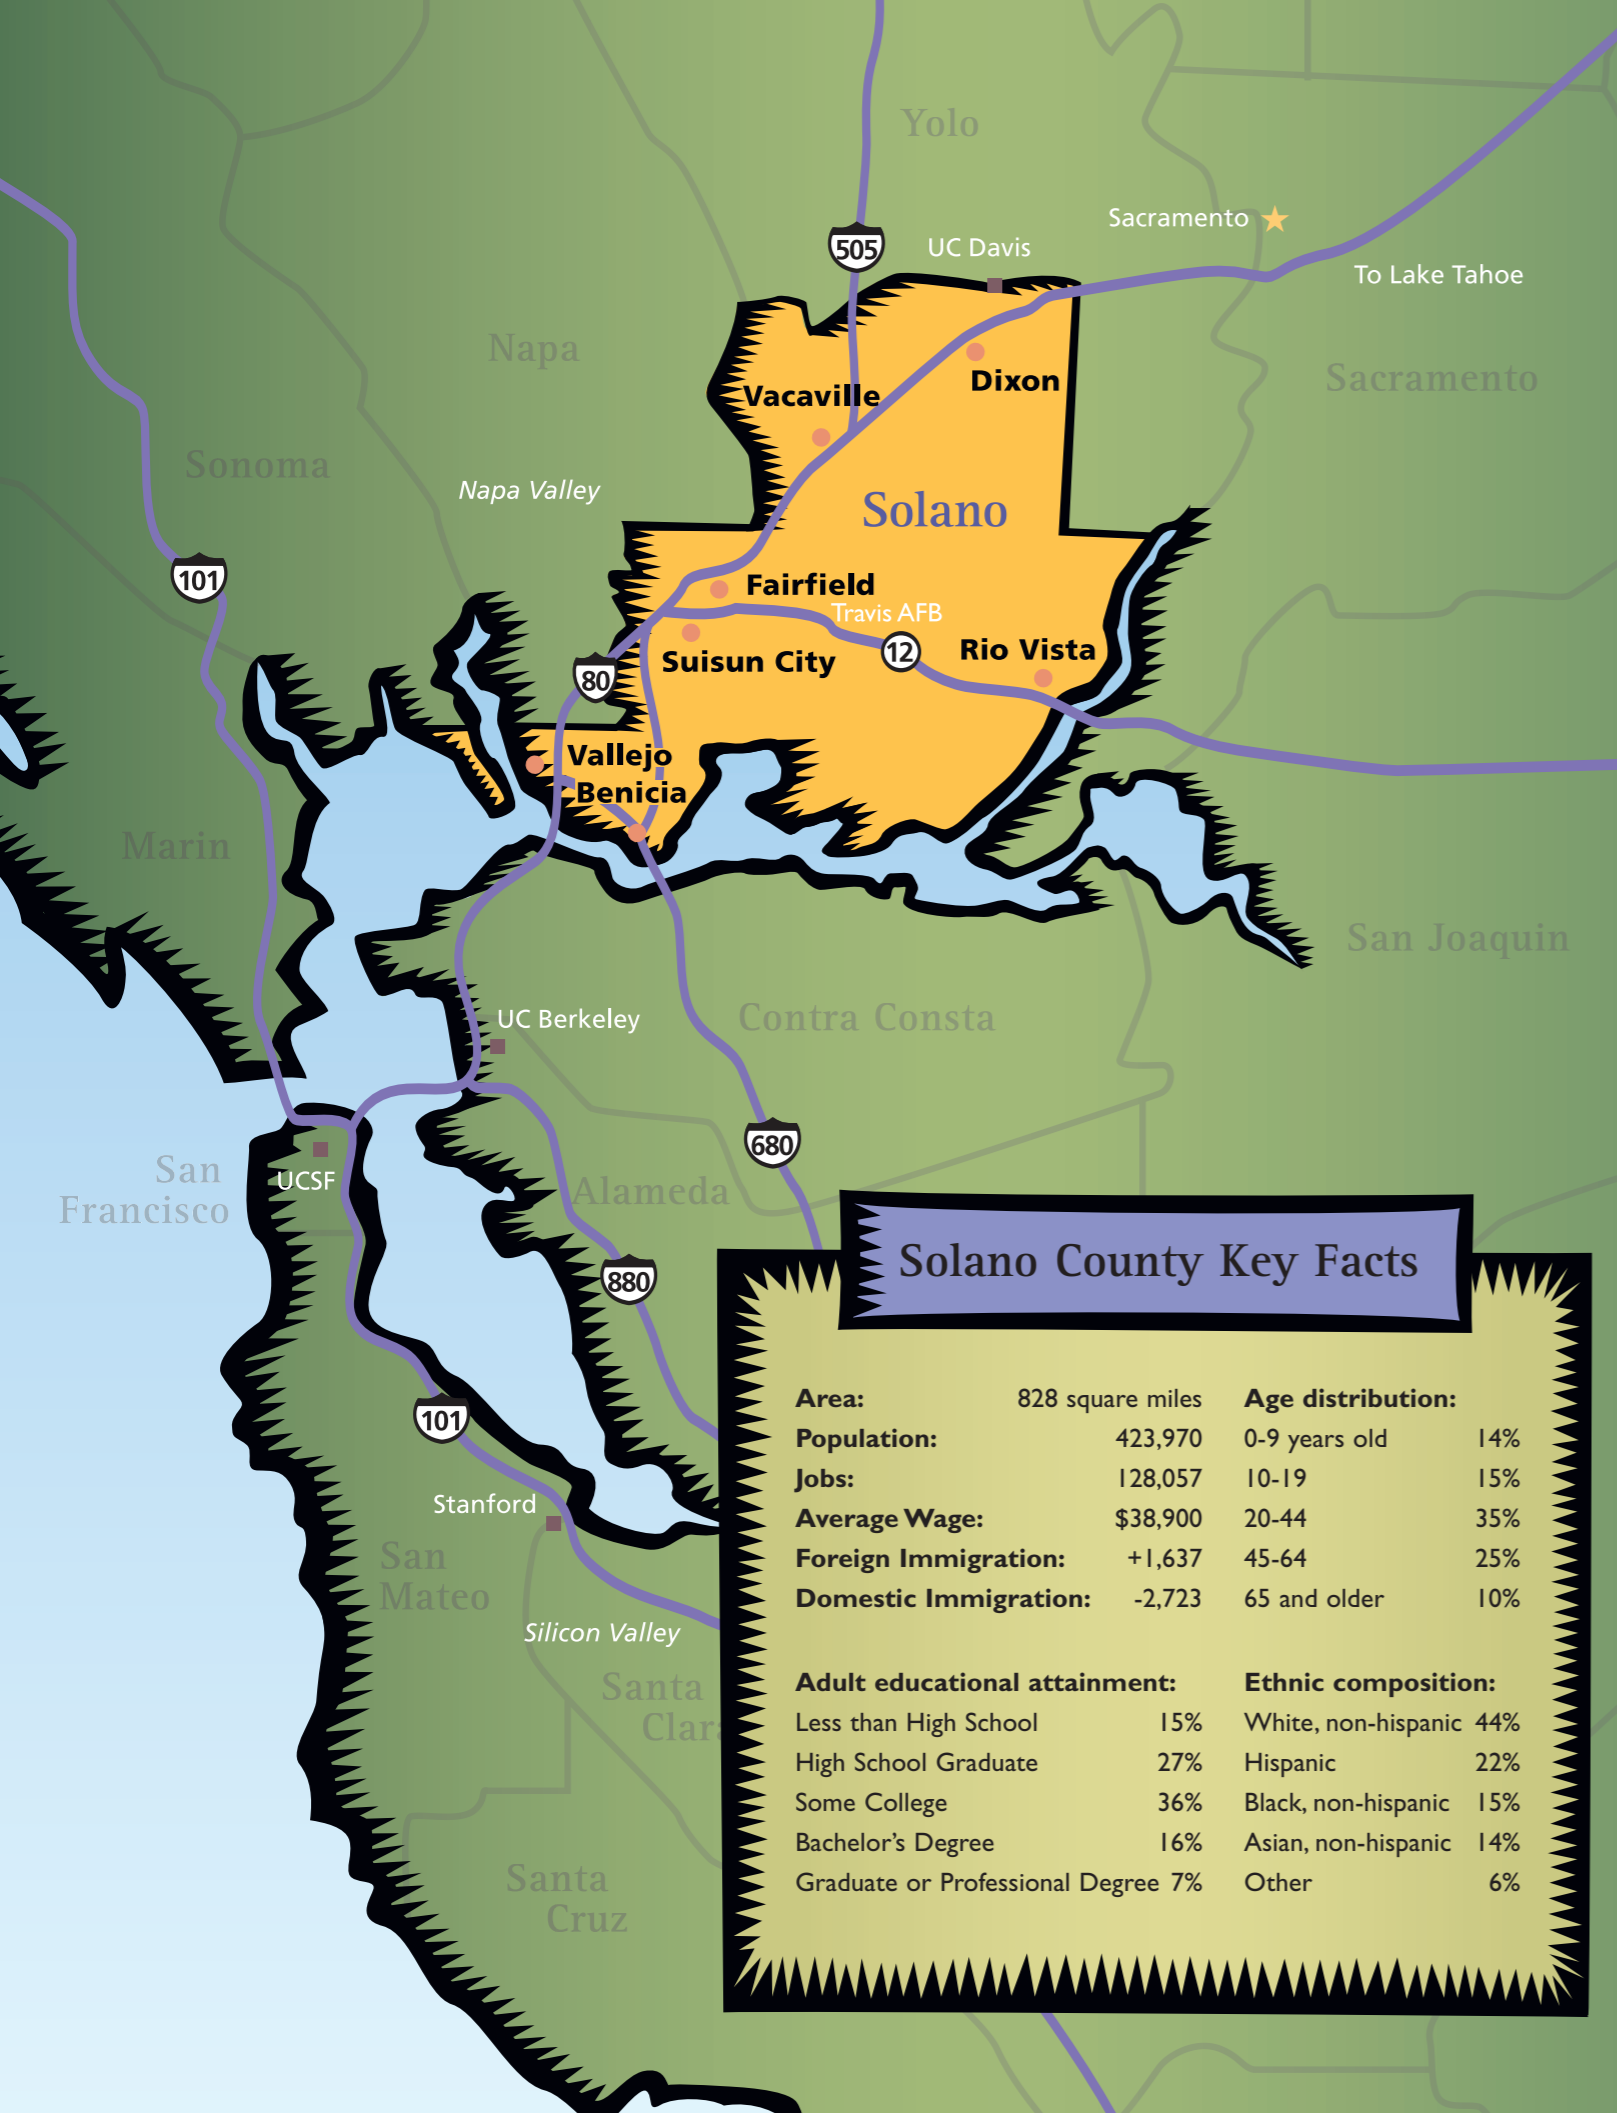 Yolo
Sacramento
505
UC Davis
To Lake Tahoe
Napa
Dixon
Sacramento
Vacaville
Sonoma
Napa Valley
Solano
101
Fairfield
Travis AFB
12
Rio Vista
Suisun City
80
Vallejo
Benicia
Marin
San Joaquin
UC Berkeley
Contra Consta
680
San
Francisco
UCSF
Alameda
880
101
Stanford
San
Mateo
Silicon Valley
Santa
Clara
Santa
Cruz
Solano County Key Facts
Area: 828 square miles
Population: 423,970
Jobs: 128,057
Average Wage: $38,900
Foreign Immigration: +1,637
Domestic Immigration: -2,723
Age distribution:
0-9 years old 14%
10-19 15%
20-44 35%
45-64 25%
65 and older 10%
Adult educational attainment:
Less than High School 15%
High School Graduate 27%
Some College 36%
Bachelor's Degree 16%
Graduate or Professional Degree 7%
Ethnic composition:
White, non-hispanic 44%
Hispanic 22%
Black, non-hispanic 15%
Asian, non-hispanic 14%
Other 6%